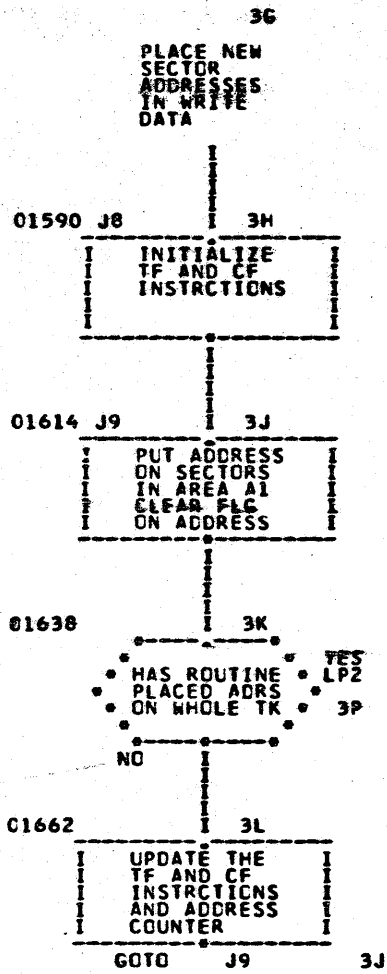 3G
PLACE NEW
SECTOR
ADDRESSES
IN WRITE
DATA
01590 J8 3H
INITIALIZE
TF AND CF
INSTRCTIONS
01614 J9 3J
PUT ADDRESS
ON SECTORS
IN AREA A1
CLEAR FLG
ON ADDRESS
01638 3K
YES
HAS ROUTINE LP2
PLACED ADRS
ON WHOLE TK 3P
NO
01662 3L
UPDATE THE
TF AND CF
INSTRCTIONS
AND ADDRESS
COUNTER
GOTO J9 3J